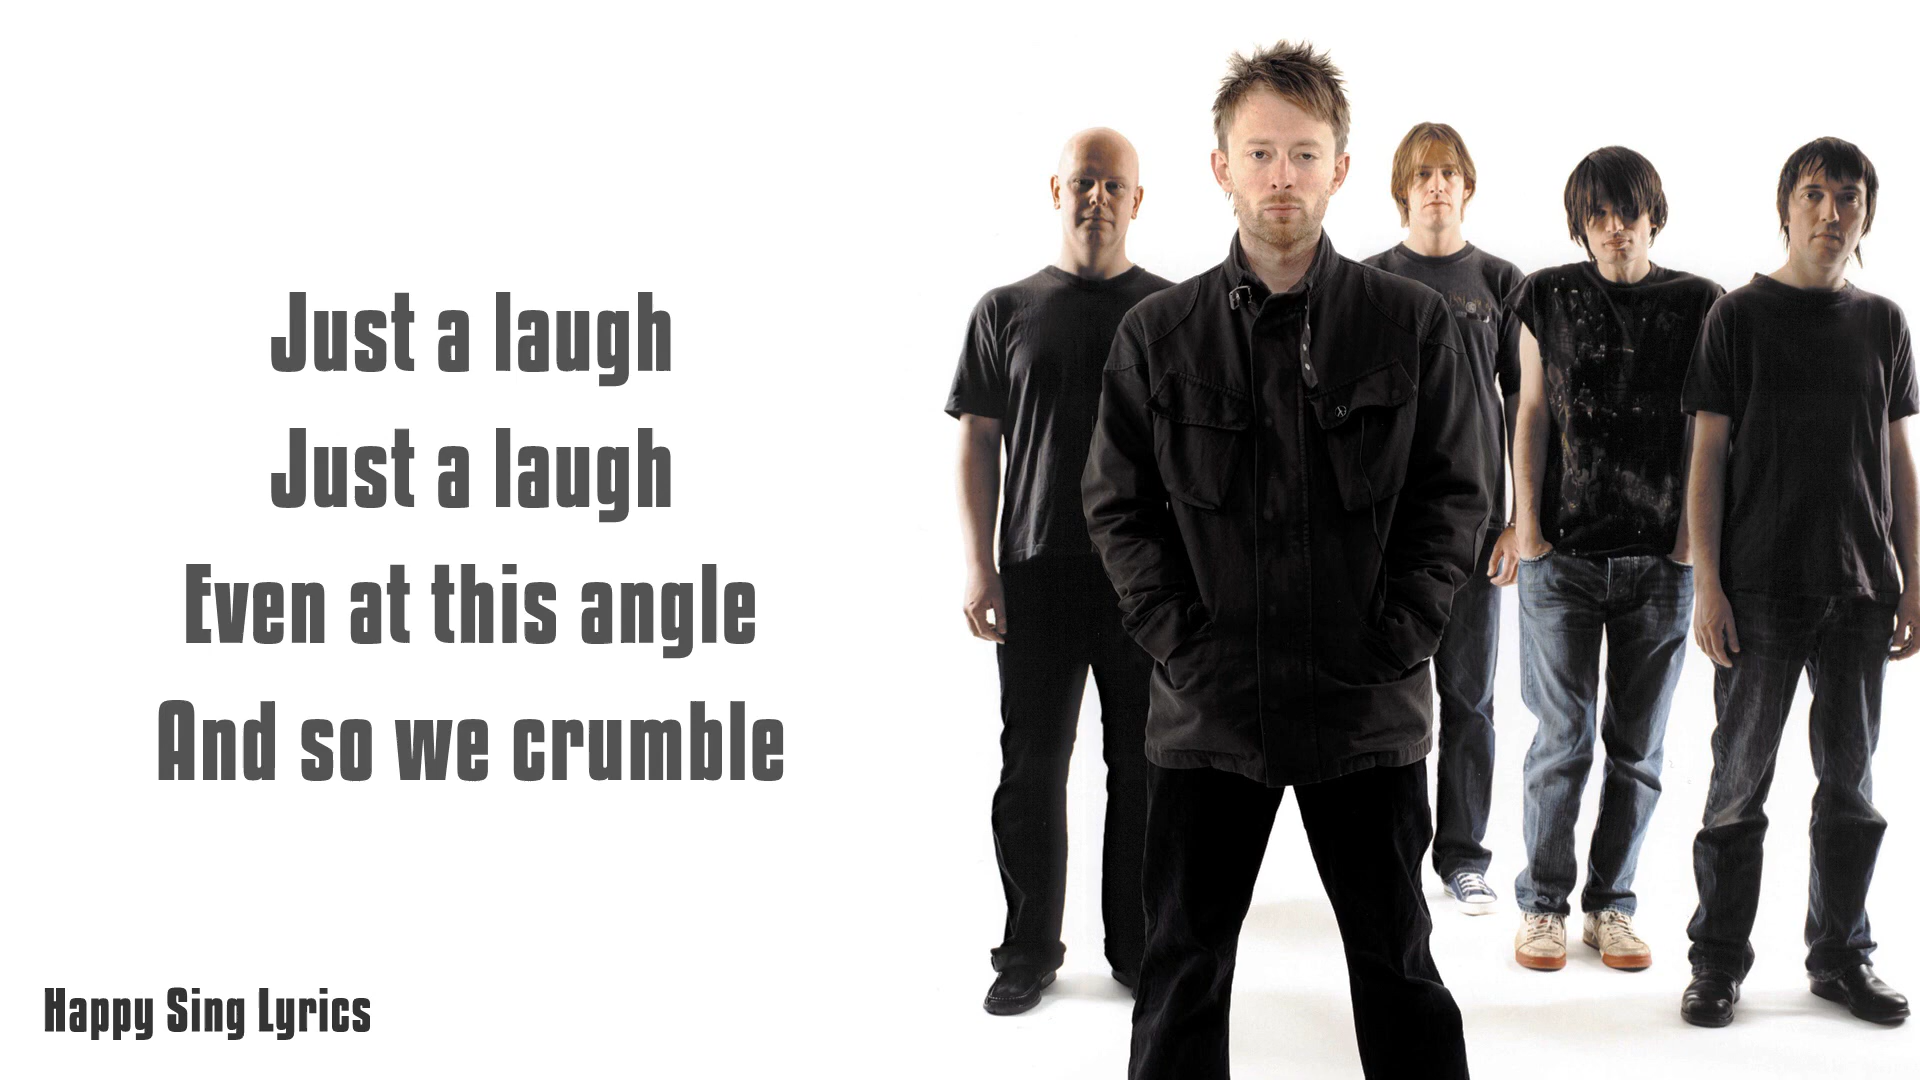 Just a laugh
Just a laugh
Even at this angle
And so we crumble
Happy Sing Lyrics